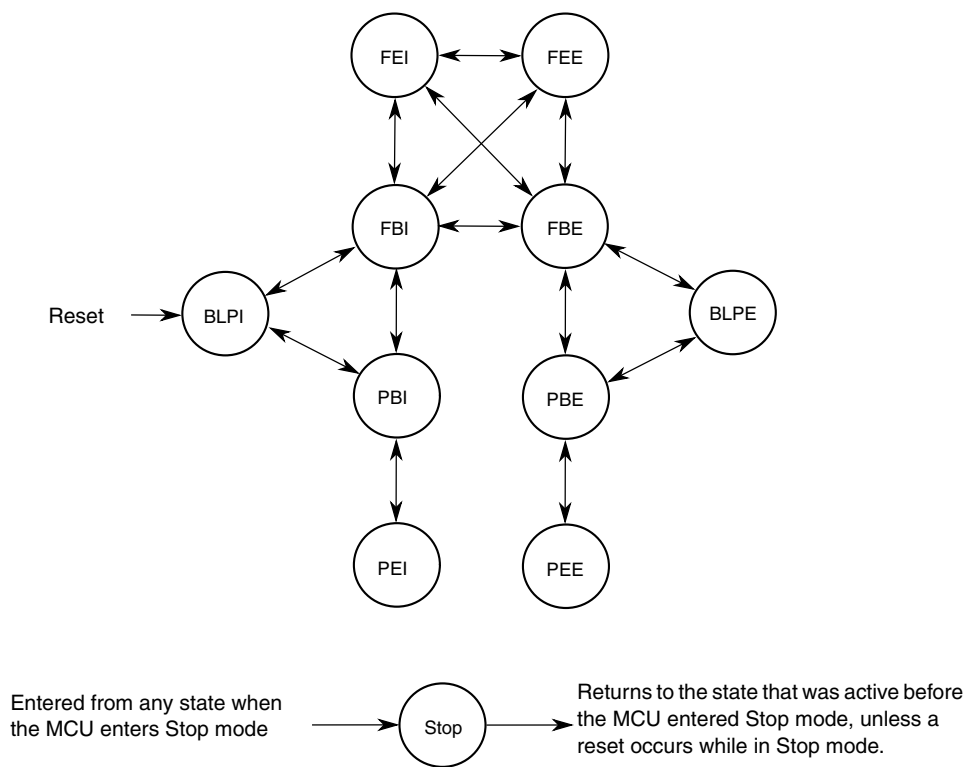 FEI
FEE
FBI
FBE
Reset
BLPI
BLPE
PBI
PBE
PEI
PEE
Entered from any state when
the MCU enters Stop mode
Stop
Returns to the state that was active before
the MCU entered Stop mode, unless a
reset occurs while in Stop mode.